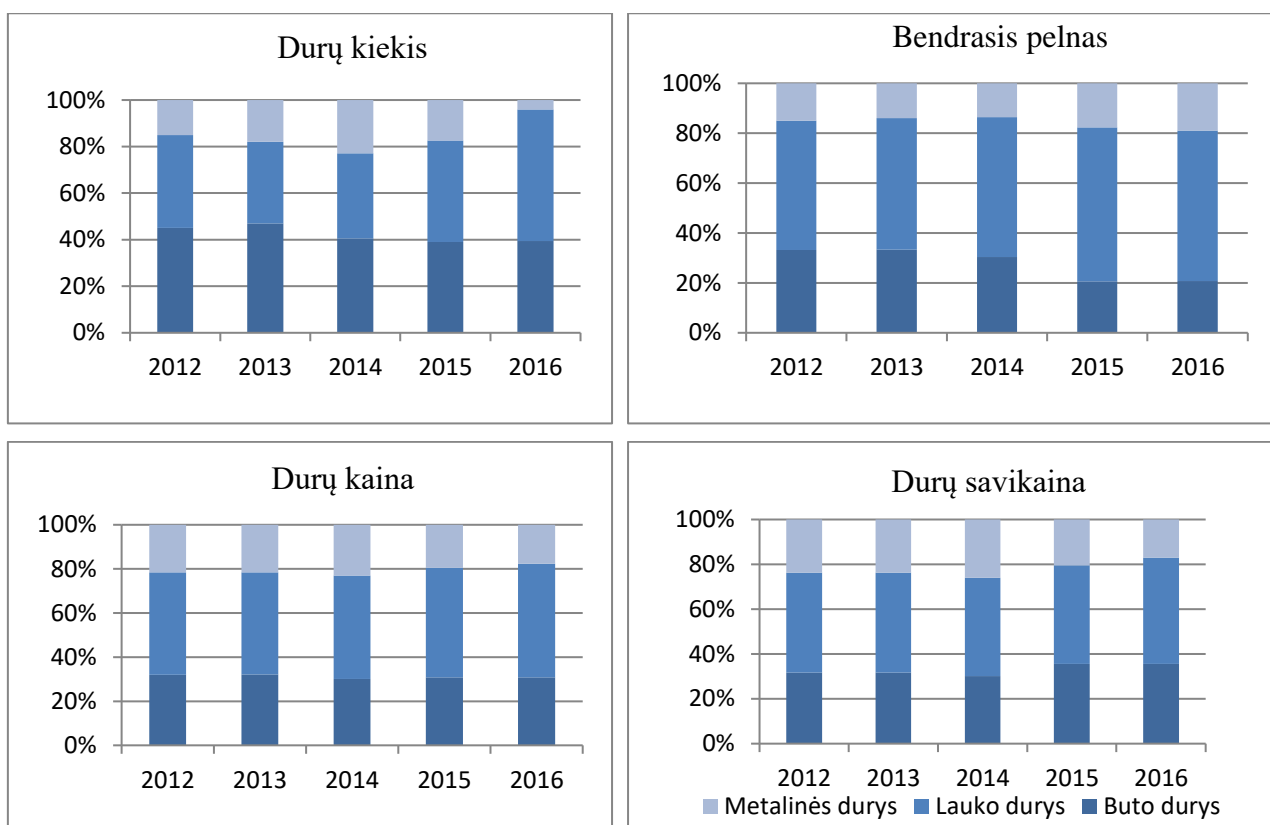 Durų kiekis
100%
80%
60%
40%
20%
0%
2012 2013 2014 2015 2016
Bendrasis pelnas
100%
80%
60%
40%
20%
0%
2012 2013 2014 2015 2016
Durų kaina
100%
80%
60%
40%
20%
0%
2012 2013 2014 2015 2016
Durų savikaina
100%
80%
60%
40%
20%
0%
2012 2013 2014 2015 2016
Metalinės durys Lauko durys Buto durys